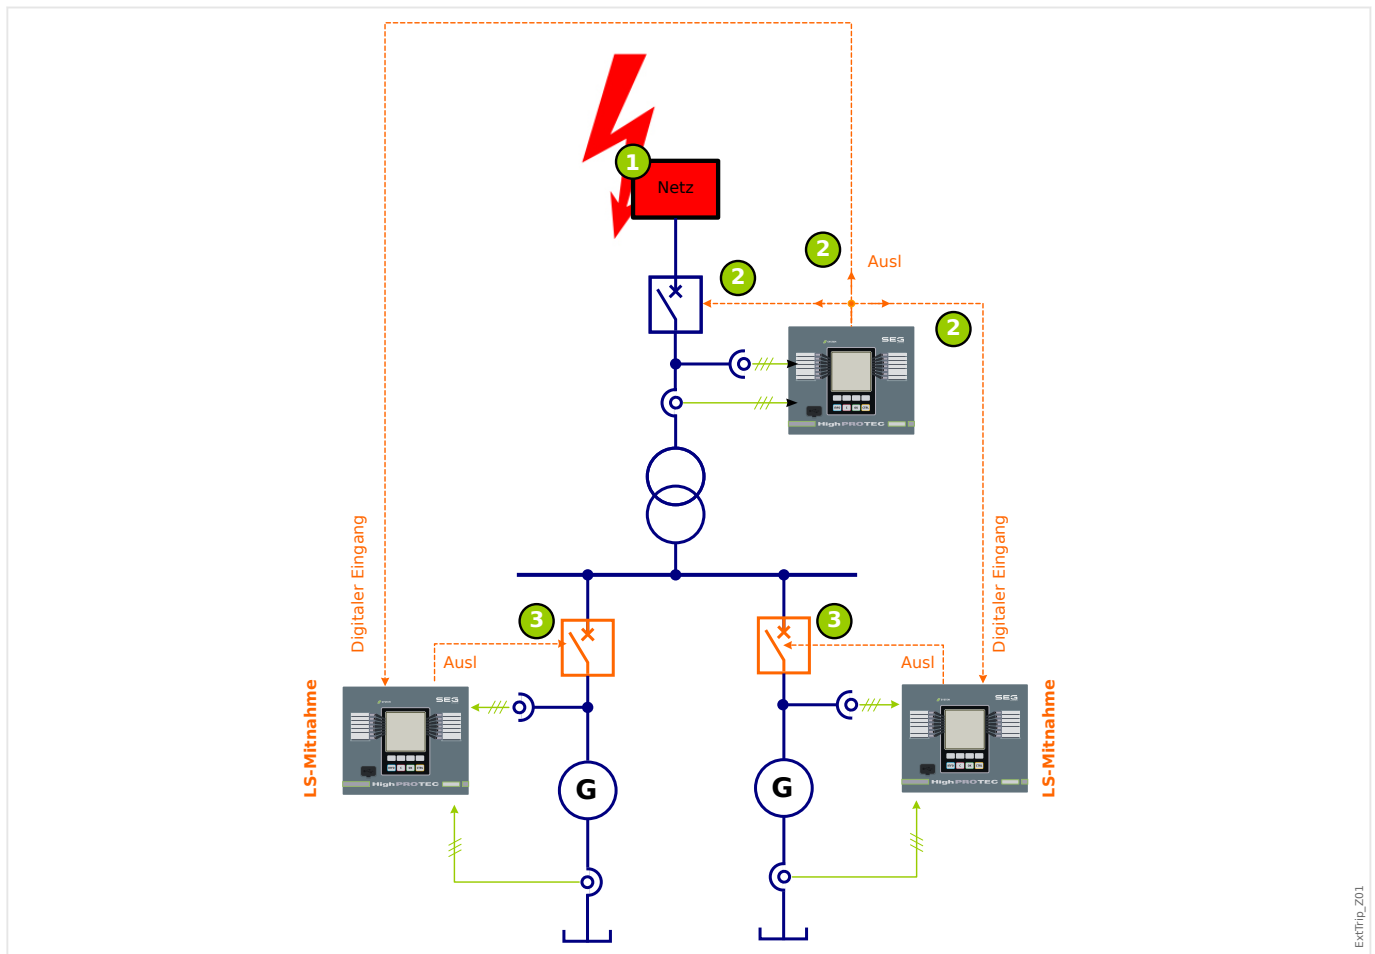 1
Netz
2
2
Ausl
2
SEG
HighPROTEC
Digitaler Eingang
Digitaler Eingang
3
3
Ausl
Ausl
LS-Mitnahme
SEG
HighPROTEC
SEG
HighPROTEC
LS-Mitnahme
G
G
ExtTrip_Z01